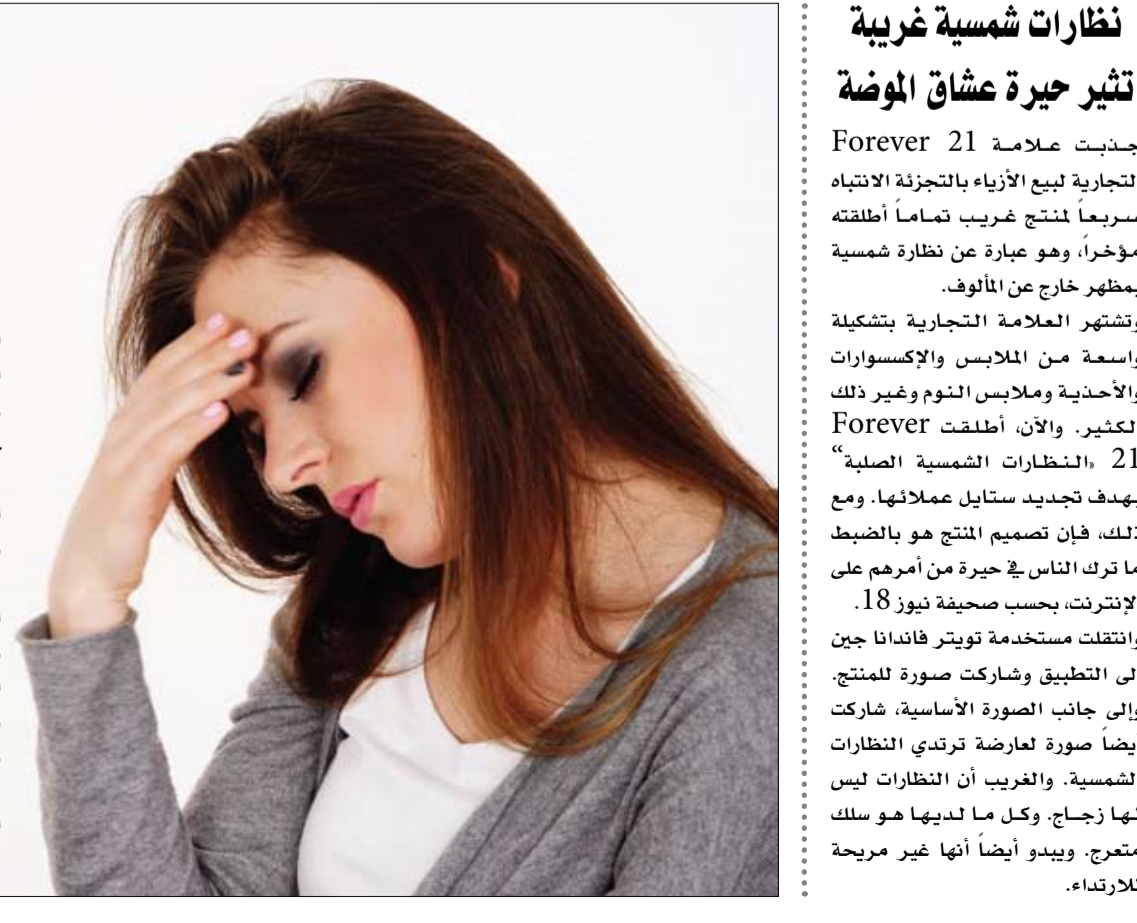 نظارات شمسية غريبة
تثير حيرة عشاق الموضة
جذبت علامة Forever 21
التجارية لبيع الأزياء بالتجزئة الانتباه
سريعاً لمنتج غريب تماماً أطلقته
مؤخراً، وهو عبارة عن نظارة شمسية
بمظهر خارج عن المألوف.
وتشتهر العلامة التجارية بتشكيلة
واسعة من الملابس والإكسسوارات
والأحذية وملابس النوم وغير ذلك
الكثير. والآن، أطلقت Forever
21 «النظارات الشمسية الصلبة“
بهدف تجديد ستايل عملائها. ومع
ذلك، فإن تصميم المنتج هو بالضبط
ما ترك الناس في حيرة من أمرهم على
الإنترنت، بحسب صحيفة نيوز 18.
وانتقلت مستخدمة تويتر فاندانا جين
إلى التطبيق وشاركت صورة للمنتج.
وإلى جانب الصورة الأساسية، شاركت
أيضاً صورة لعارضة ترتدي النظارات
الشمسية. والغريب أن النظارات ليس
لها زجاج. وكل ما لديها هو سلك
متعرج. ويبدو أيضاً أنها غير مريحة
للارتداء.